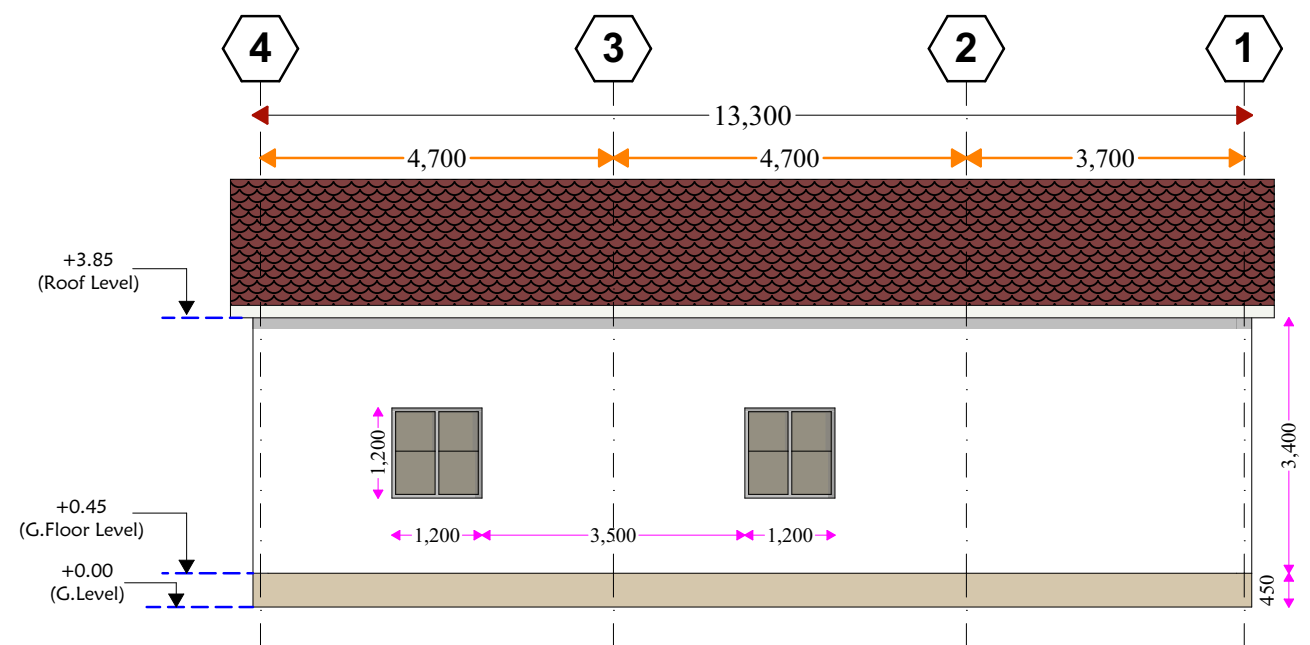 4 3 2 1
13,300
4,700 4,700 3,700
+3.85
(Roof Level)
1,200
3,400
+0.45
(G.Floor Level)
1,200 3,500 1,200
+0.00
(G.Level)
450